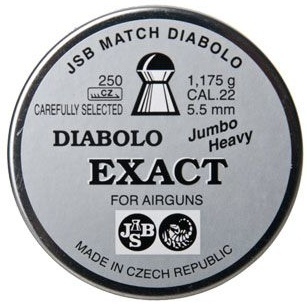 JSB MATCH DIABOLO
250
CZ
CAREFULLY SELECTED
1,175 g
CAL.22
5.5 mm
DIABOLO
Jumbo
Heavy
EXACT
FOR AIRGUNS
JSB
MADE IN CZECH REPUBLIC